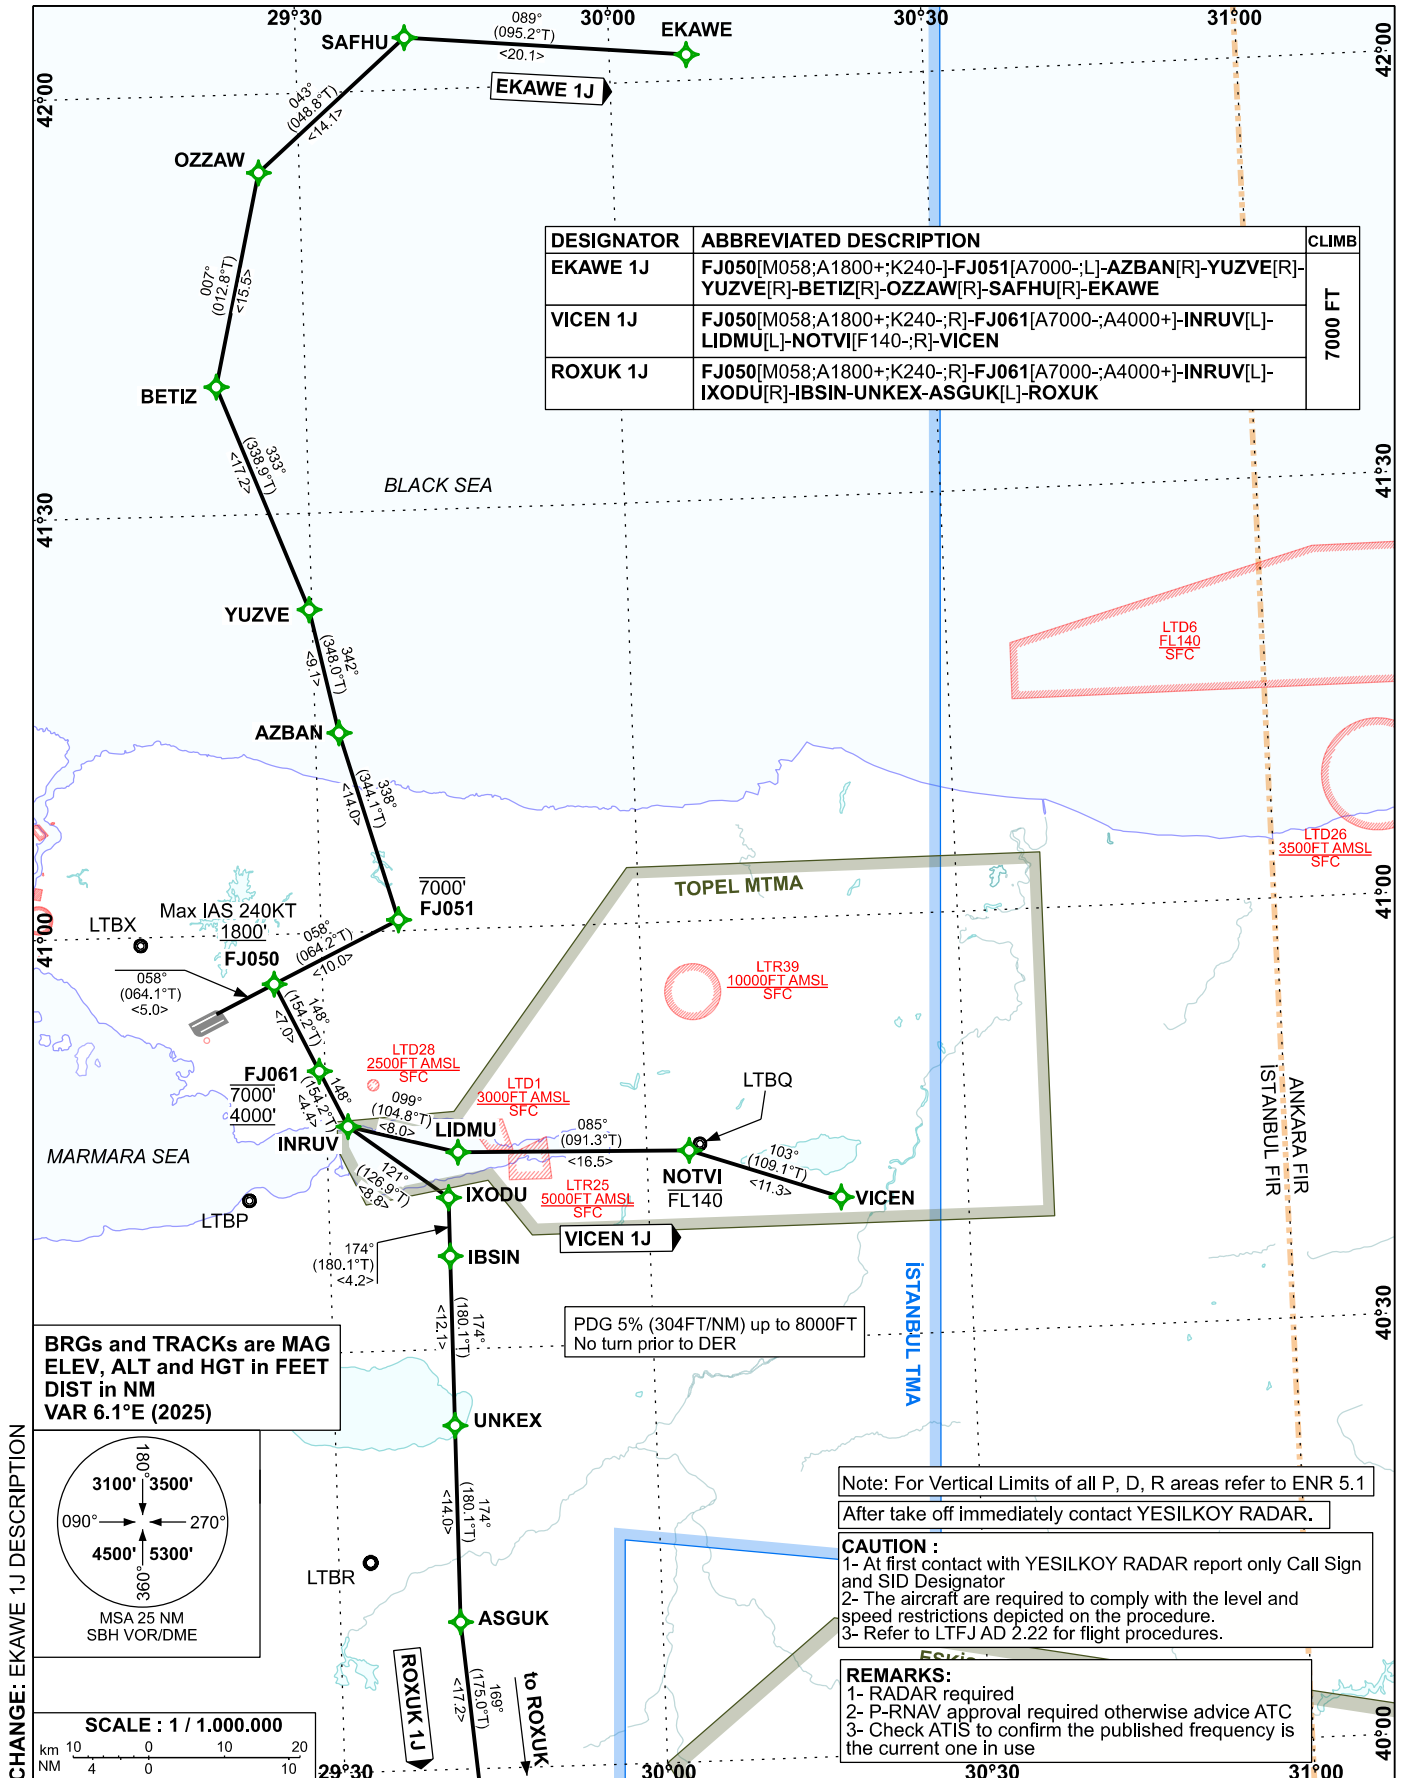 29°30
30°00
30°30
31°00
42°00
42°00
41°30
41°30
41°00
41°00
40°30
40°00
29°30
30°00
30°30
31°00
SAFHU
089°
(095.2°T)
<20.1>
EKAWE
EKAWE 1J
043°
(048.8°T)
<14.1>
OZZAW
007°
(012.8°T)
<15.5>
BETIZ
333°
(338.9°T)
<17.2>
BLACK SEA
YUZVE
342°
(348.0°T)
<9.1>
AZBAN
338°
(344.1°T)
<14.0>
DESIGNATOR ABBREVIATED DESCRIPTION CLIMB
EKAWE 1J FJ050[M058;A1800+;K240-]-FJ051[A7000-;L]-AZBAN[R]-YUZVE[R]-
YUZVE[R]-BETIZ[R]-OZZAW[R]-SAFHU[R]-EKAWE
VICEN 1J FJ050[M058;A1800+;K240-;R]-FJ061[A7000-;A4000+]-INRUV[L]-
LIDMU[L]-NOTVI[F140-;R]-VICEN
ROXUK 1J FJ050[M058;A1800+;K240-;R]-FJ061[A7000-;A4000+]-INRUV[L]-
IXODU[R]-IBSIN-UNKEX-ASGUK[L]-ROXUK
7000 FT
LTD6
FL140
SFC
LTD26
3500FT AMSL
SFC
TOPEL MTMA
7000'
FJ051
LTBX
Max IAS 240KT
1800'
FJ050
058°
(064.2°T)
<10.0>
058°
(064.1°T)
<5.0>
148°
(154.2°T)
<7.0>
LTR39
10000FT AMSL
SFC
FJ061
7000'
4000'
148°
(154.2°T)
<4.4>
INRUV
LTD28
2500FT AMSL
SFC
LTD1
3000FT AMSL
SFC
LTBQ
099°
(104.8°T)
<8.0>
LIDMU
085°
(091.3°T)
<16.5>
NOTVI
FL140
103°
(109.1°T)
<11.3>
VICEN
MARMARA SEA
LTBP
121°
(126.9°T)
<8.8>
IXODU
LTR25
5000FT AMSL
SFC
VICEN 1J
174°
(180.1°T)
<4.2>
IBSIN
174°
(180.1°T)
<12.1>
PDG 5% (304FT/NM) up to 8000FT
No turn prior to DER
İSTANBUL TMA
İSTANBUL FIR
ANKARA FIR
BRGs and TRACKs are MAG
ELEV, ALT and HGT in FEET
DIST in NM
VAR 6.1°E (2025)
UNKEX
174°
(180.1°T)
<14.0>
180°
3100' 3500'
090° 270°
4500' 5300'
360°
MSA 25 NM
SBH VOR/DME
LTBR
ASGUK
169°
(175.0°T)
<17.2>
ROXUK 1J
to ROXUK
Note: For Vertical Limits of all P, D, R areas refer to ENR 5.1
After take off immediately contact YESILKOY RADAR.
CAUTION :
1- At first contact with YESILKOY RADAR report only Call Sign
and SID Designator
2- The aircraft are required to comply with the level and
speed restrictions depicted on the procedure.
3- Refer to LTFJ AD 2.22 for flight procedures.
REMARKS:
1- RADAR required
2- P-RNAV approval required otherwise advice ATC
3- Check ATIS to confirm the published frequency is
the current one in use
SCALE : 1 / 1.000.000
km 10 0 10 20
NM 4 0 10
CHANGE: EKAWE 1J DESCRIPTION